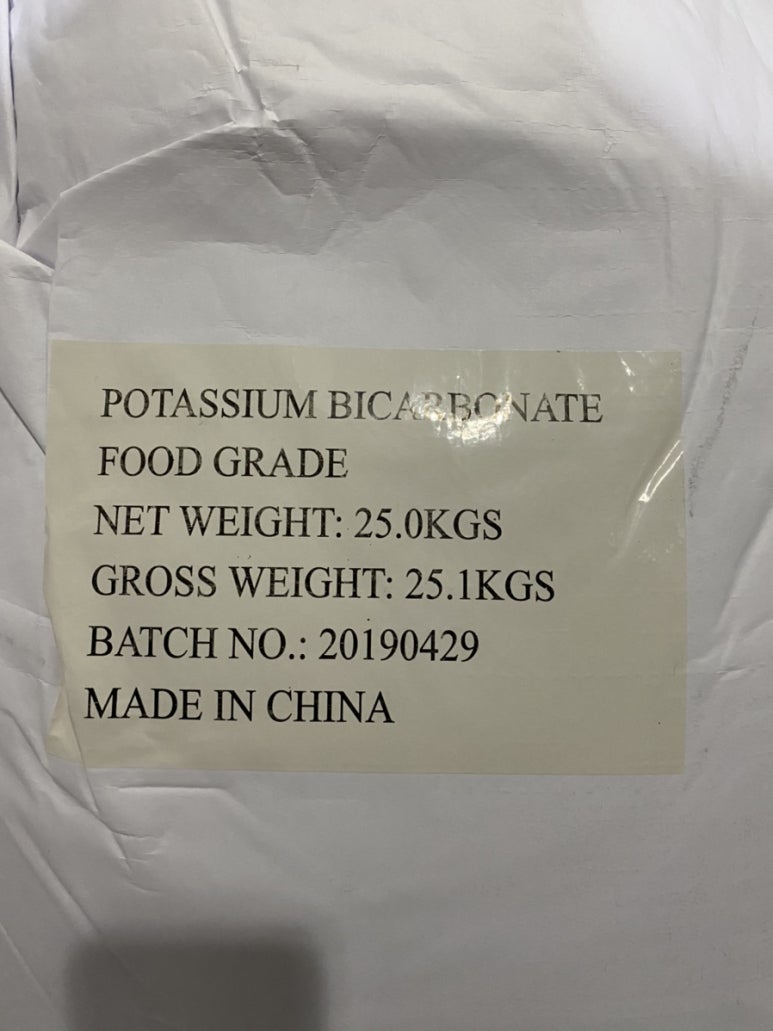 POTASSIUM BICARBONATE
FOOD GRADE
NET WEIGHT: 25.0KGS
GROSS WEIGHT: 25.1KGS
BATCH NO.: 20190429
MADE IN CHINA